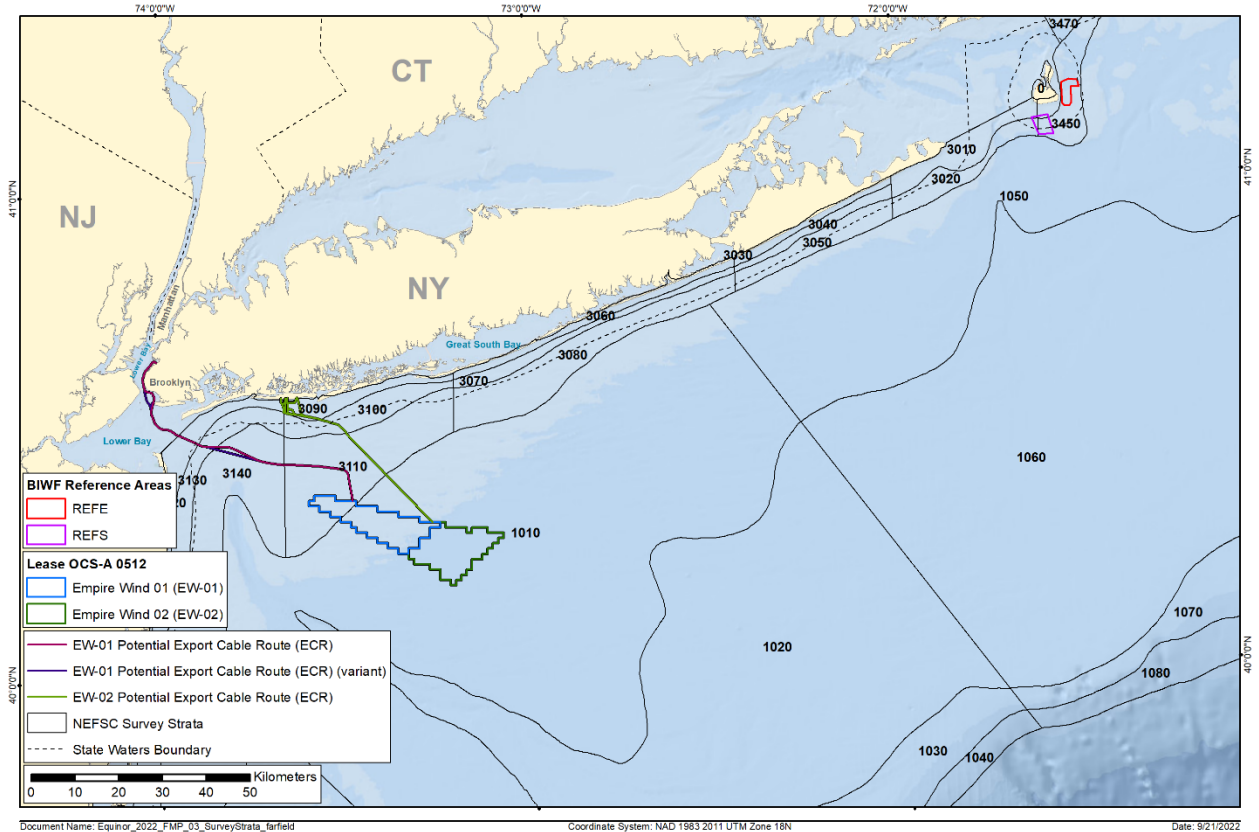 74°0'0"W
73°0'0"W
72°0'0"W
3470
CT
0
3450
3010
41°0'0"N
41°0'0"N
3020
1050
NJ
3040
3050
3030
NY
Manhattan
3060
Great South Bay
3080
Lower Bay
Brooklyn
3070
3090
3100
Lower Bay
3110
1060
3140
3130
20
1010
BIWF Reference Areas
REFE
REFS
Lease OCS-A 0512
Empire Wind 01 (EW-01)
Empire Wind 02 (EW-02)
1070
EW-01 Potential Export Cable Route (ECR)
1020
40°0'0"N
EW-01 Potential Export Cable Route (ECR) (variant)
1080
40°0'0"N
EW-02 Potential Export Cable Route (ECR)
NEFSC Survey Strata
State Waters Boundary
1030
1040
Kilometers
0 10 20 30 40 50
Document Name: Equinor_2022_FMP_03_SurveyStrata_farfield
Coordinate System: NAD 1983 2011 UTM Zone 18N
Date: 9/21/2022